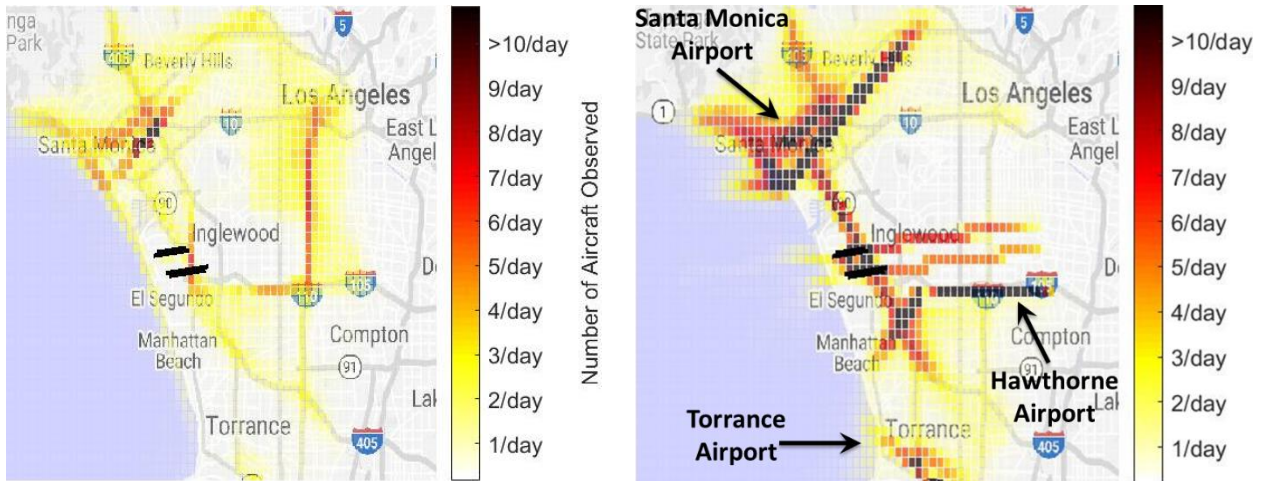 nga
Park
5
405
Beverly Hills
Los Angeles
10
East L
Angel
Santa Monica
90
Inglewood
El Segundo
110
105
D
Manhattan
Beach
Compton
91
Lak
Torrance
405
>10/day
9/day
8/day
7/day
6/day
5/day
4/day
3/day
2/day
1/day
Number of Aircraft Observed
Santa Monica
Airport
State Park
5
405
Beverly Hills
1
10
Los Angeles
East L
Angel
Santa Monica
90
Inglewood
El Segundo
110
105
D
Manhattan
Beach
Compton
91
Hawthorne
Airport
Lak
Torrance
Airport
Torrance
405
>10/day
9/day
8/day
7/day
6/day
5/day
4/day
3/day
2/day
1/day